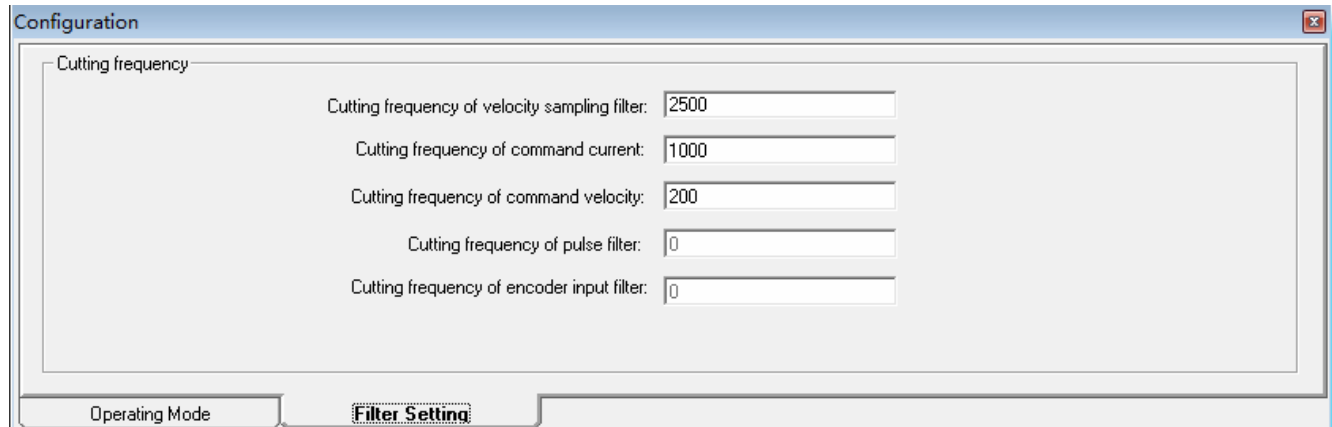 Configuration
Cutting frequency
Cutting frequency of velocity sampling filter: 2500
Cutting frequency of command current: 1000
Cutting frequency of command velocity: 200
Cutting frequency of pulse filter: 0
Cutting frequency of encoder input filter: 0
Operating Mode Filter Setting